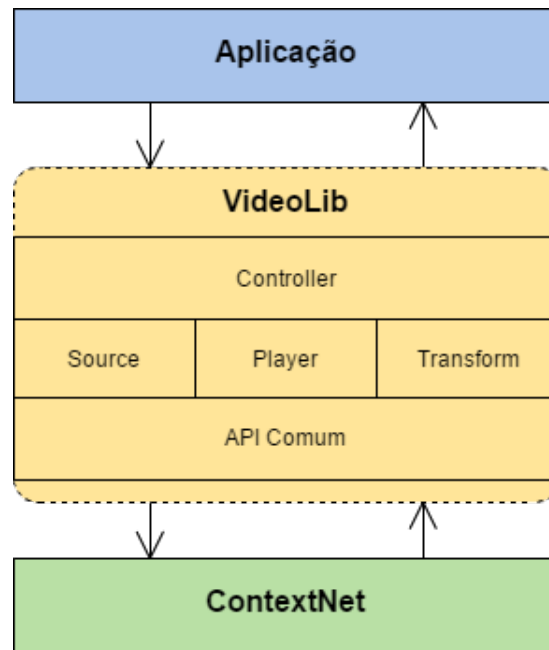 Aplicação
VideoLib
Controller
Source Player Transform
API Comum
ContextNet